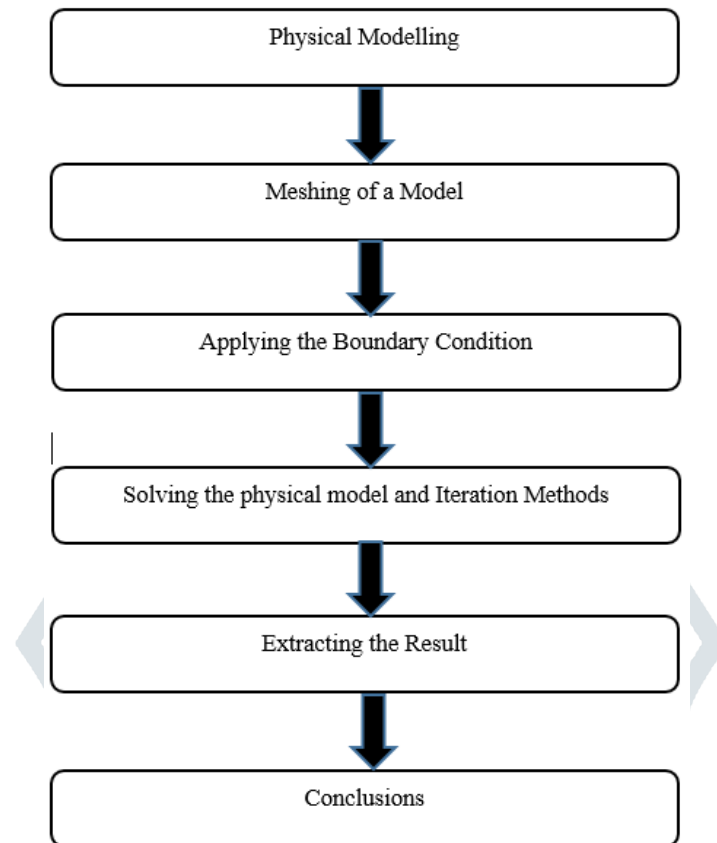 Physical Modelling
Meshing of a Model
Applying the Boundary Condition
Solving the physical model and Iteration Methods
Extracting the Result
Conclusions